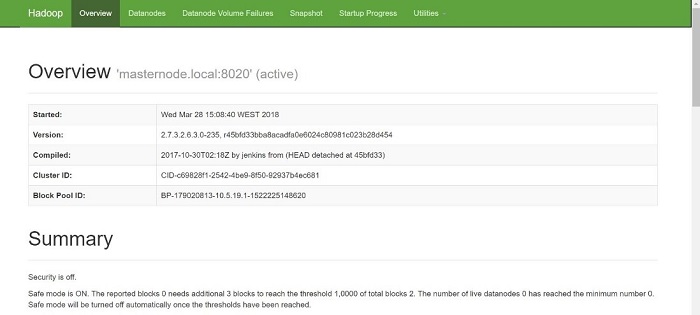 Hadoop Overview Datanodes Datanode Volume Failures Snapshot Startup Progress Utilities
Overview 'masternode.local:8020' (active)
Started: Wed Mar 28 15:08:40 WEST 2018
Version: 2.7.3.2.6.3.0-235, r45bfd33bba8acadfa0e6024c80981c023b28d454
Compiled: 2017-10-30T02:18Z by jenkins from (HEAD detached at 45bfd33)
Cluster ID: CID-c69828f1-2542-4be9-8f50-92937b4ec681
Block Pool ID: BP-179020813-10.5.19.1-1522225148620
Summary
Security is off.
Safe mode is ON. The reported blocks 0 needs additional 3 blocks to reach the threshold 1,0000 of total blocks 2. The number of live datanodes 0 has reached the minimum number 0.
Safe mode will be turned off automatically once the thresholds have been reached.